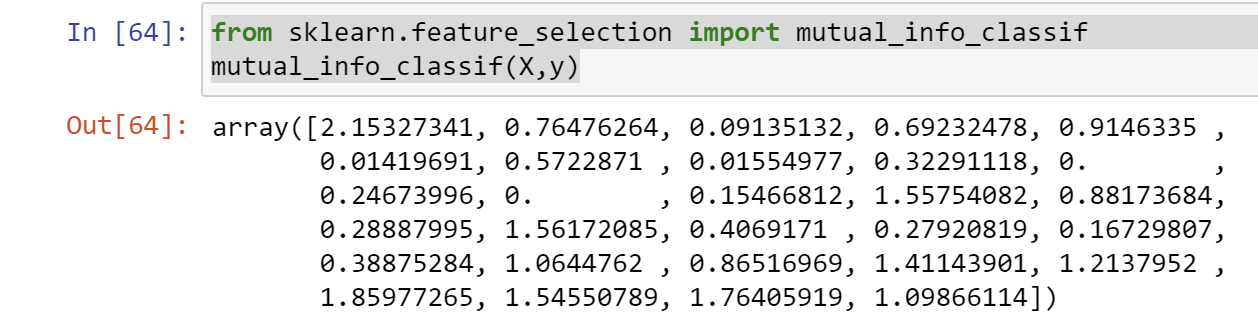 In [64]: from sklearn.feature_selection import mutual_info_classif
mutual_info_classif(X,y)
Out[64]: array([2.15327341, 0.76476264, 0.09135132, 0.69232478, 0.9146335 ,
0.01419691, 0.5722871 , 0.01554977, 0.32291118, 0.        ,
0.24673996, 0.        , 0.15466812, 1.55754082, 0.88173684,
0.28887995, 1.56172085, 0.4069171 , 0.27920819, 0.16729807,
0.38875284, 1.0644762 , 0.86516969, 1.41143901, 1.2137952 ,
1.85977265, 1.54550789, 1.76405919, 1.09866114])